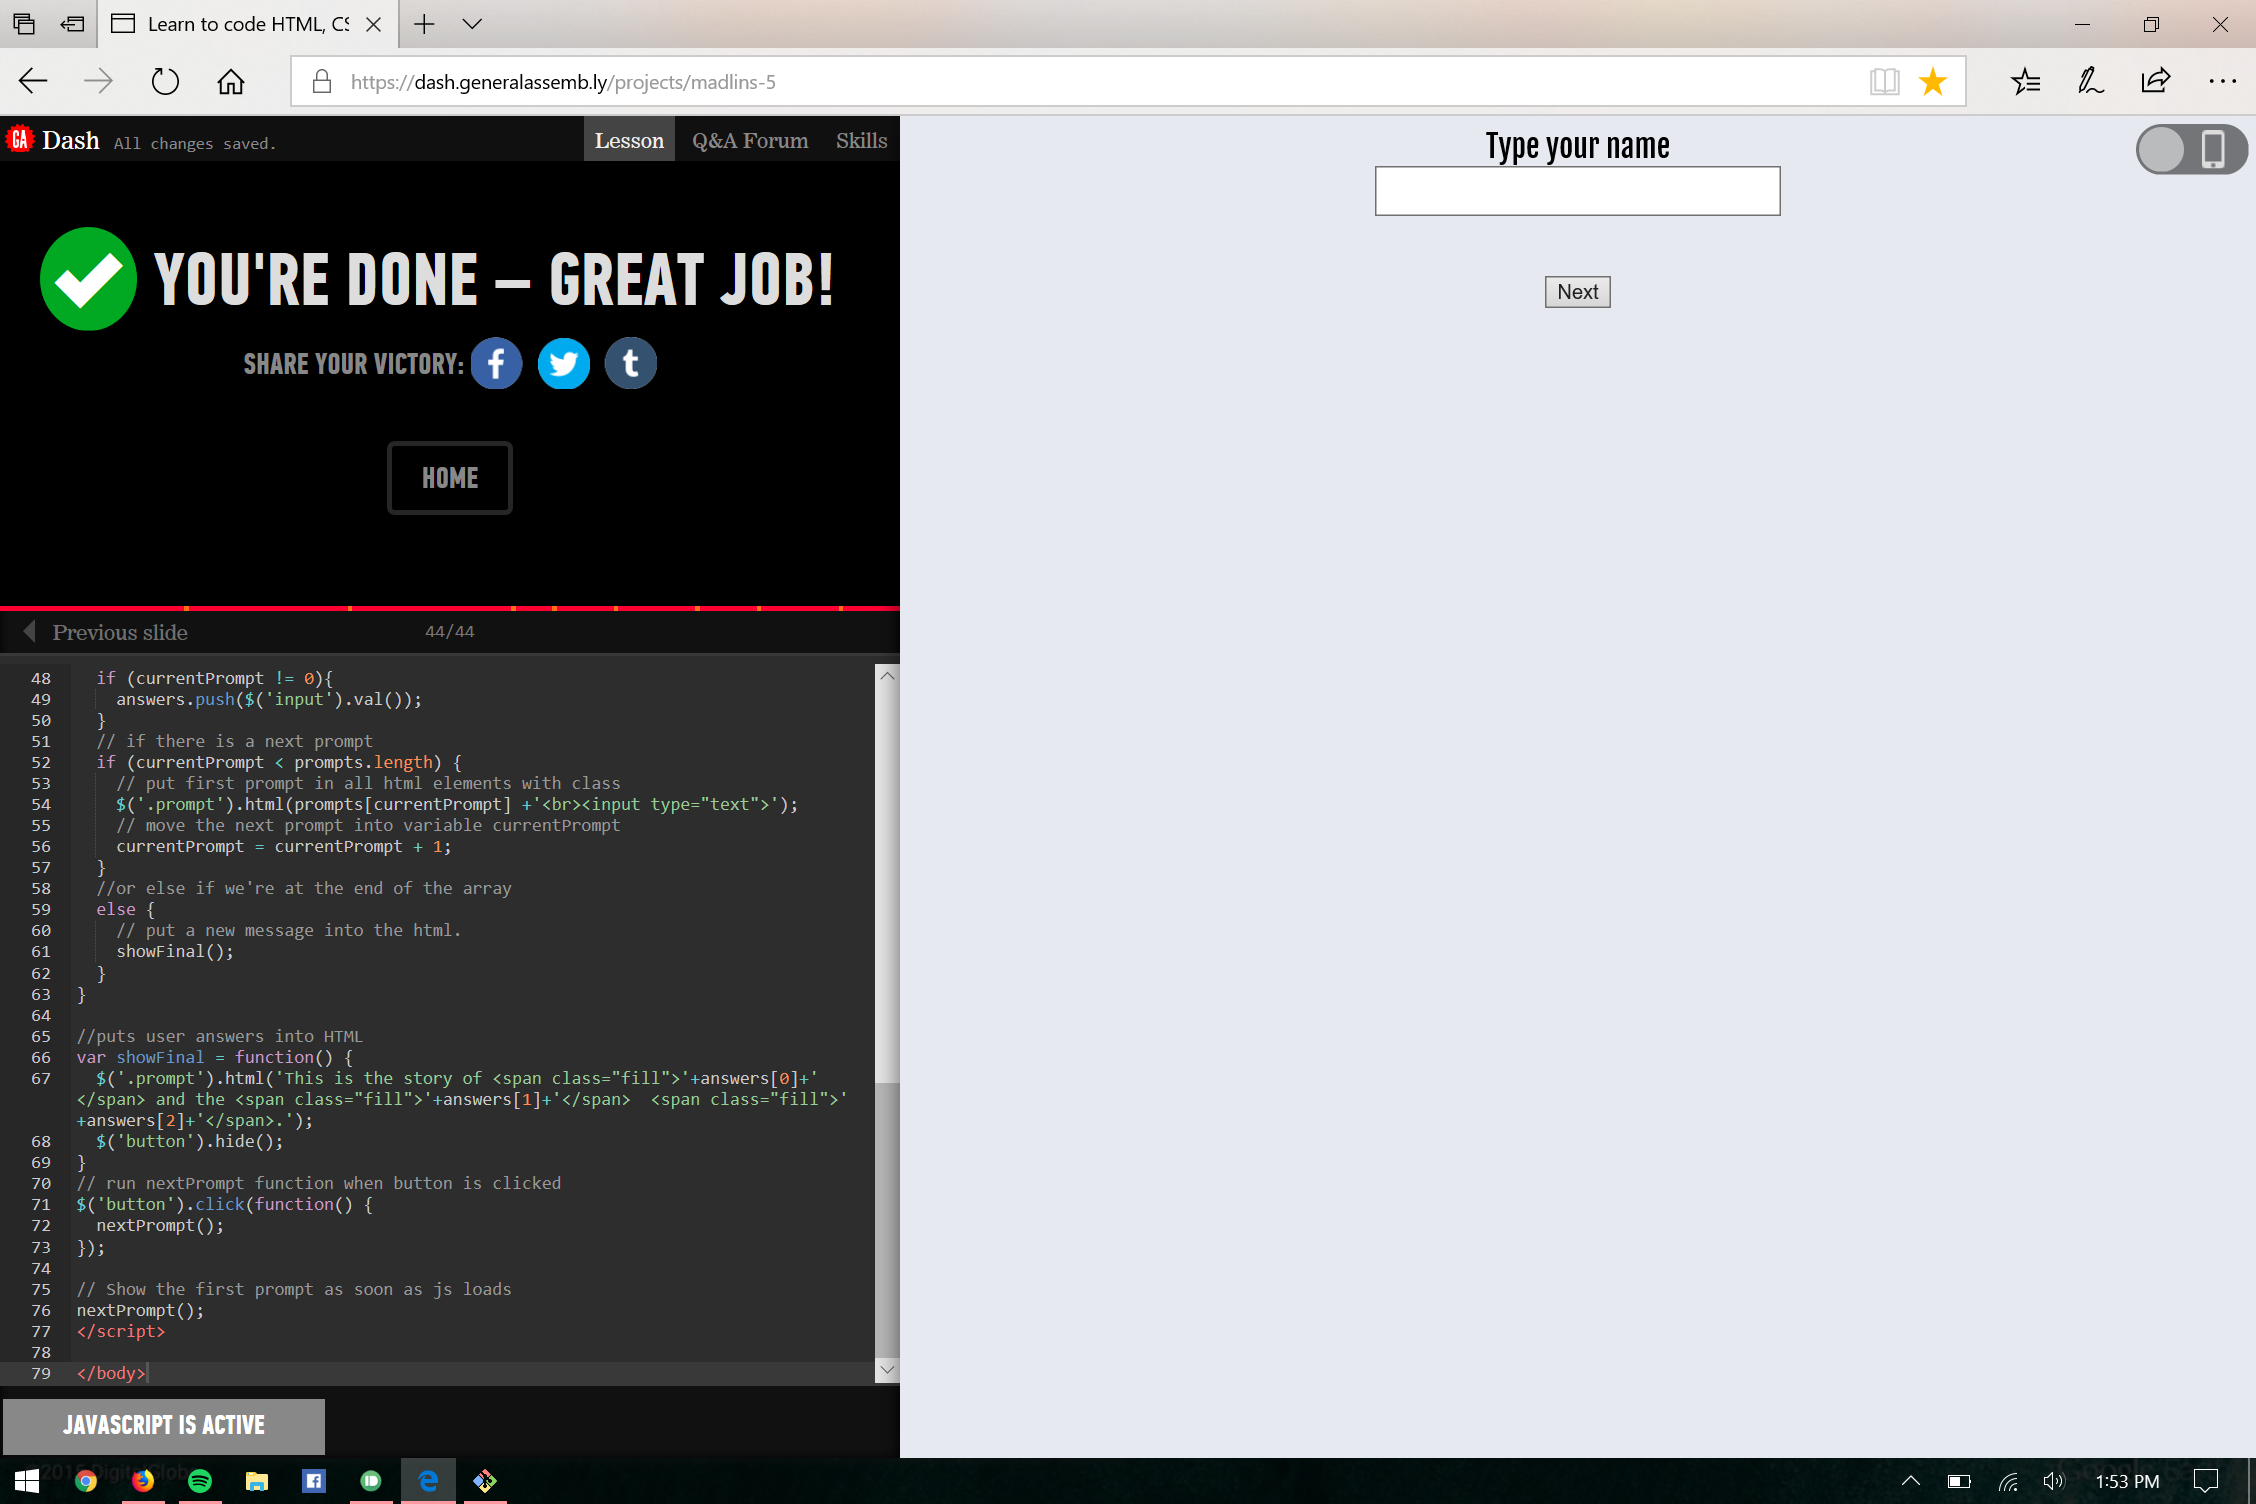 Learn to code HTML, CS
https://dash.generalassemb.ly/projects/madlins-5
GA Dash All changes saved.
Lesson Q&A Forum Skills
YOU'RE DONE – GREAT JOB!
SHARE YOUR VICTORY:
HOME
Previous slide 44/44
48 if (currentPrompt != 0){
49 answers.push($('input').val());
50 }
51 // if there is a next prompt
52 if (currentPrompt < prompts.length) {
53 // put first prompt in all html elements with class
54 $('.prompt').html(prompts[currentPrompt] +'<br><input type="text">');
55 // move the next prompt into variable currentPrompt
56 currentPrompt = currentPrompt + 1;
57 }
58 //or else if we're at the end of the array
59 else {
60 // put a new message into the html.
61 showFinal();
62 }
63 }
64
65 //puts user answers into HTML
66 var showFinal = function() {
67 $('.prompt').html('This is the story of <span class="fill">'+answers[0]+'
</span> and the <span class="fill">'+answers[1]+'</span>  <span class="fill">'
+answers[2]+'</span>.');
68 $('button').hide();
69 }
70 // run nextPrompt function when button is clicked
71 $('button').click(function() {
72 nextPrompt();
73 });
74
75 // Show the first prompt as soon as js loads
76 nextPrompt();
77 </script>
78
79 </body>
JAVASCRIPT IS ACTIVE
Type your name
Next
1:53 PM